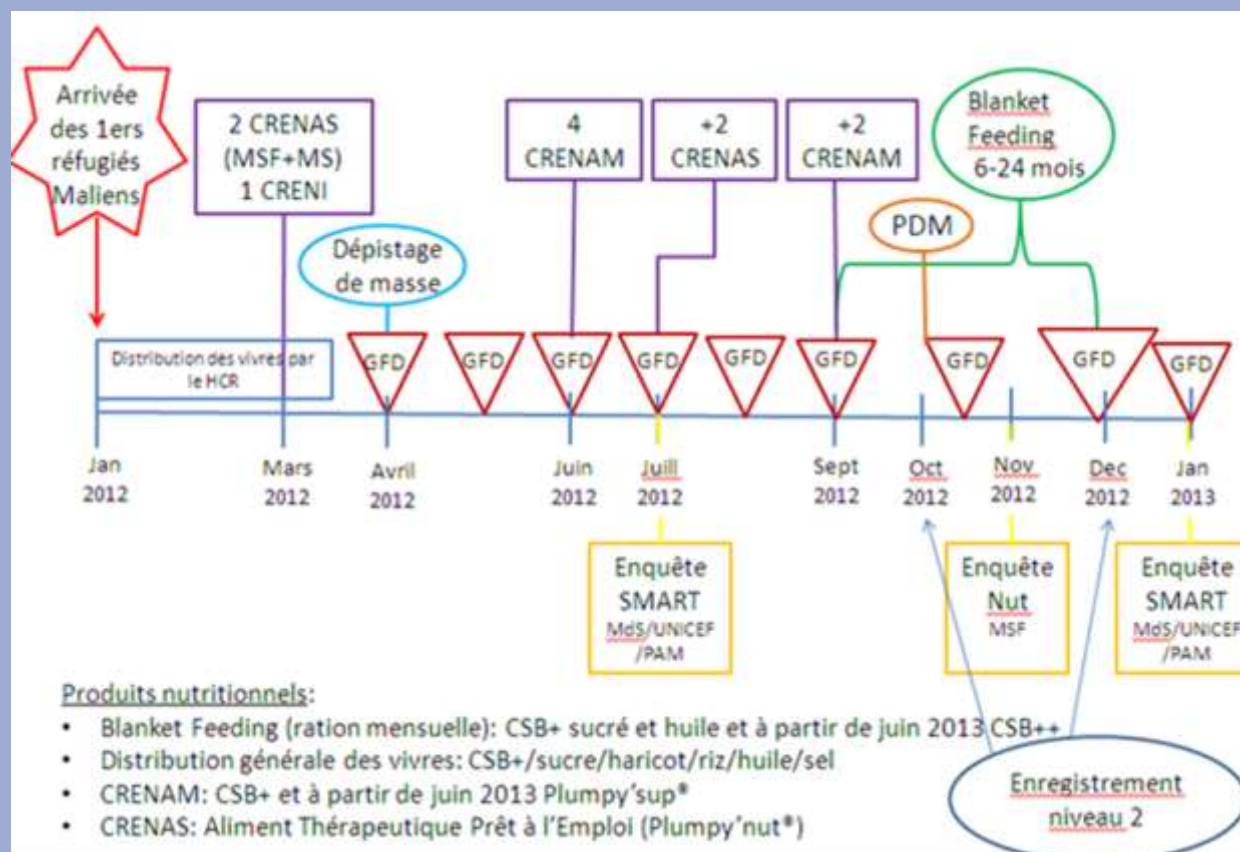 Arrivée
des 1ers
réfugiés
Maliens
2 CRENAS
(MSF+MS)
1 CRENI
4
CRENAM
+2
CRENAS
+2
CRENAM
Blanket
Feeding
6-24 mois
PDM
Dépistage
de masse
Distribution des vivres par
le HCR
GFD
GFD
GFD
GFD
GFD
GFD
GFD
GFD
GFD
Jan
2012
Mars
2012
Avril
2012
Juin
2012
Juill
2012
Sept
2012
Oct
2012
Nov
2012
Dec
2012
Jan
2013
Enquête
SMART
MdS/UNICEF
/PAM
Enquête
Nut
MSF
Enquête
SMART
MdS/UNICEF
/PAM
Produits nutritionnels:
• Blanket Feeding (ration mensuelle): CSB+ sucré et huile et à partir de juin 2013 CSB++
• Distribution générale des vivres: CSB+/sucre/haricot/riz/huile/sel
• CRENAM: CSB+ et à partir de juin 2013 Plumpy’sup®
• CRENAS: Aliment Thérapeutique Prêt à l’Emploi (Plumpy’nut®)
Enregistrement
niveau 2